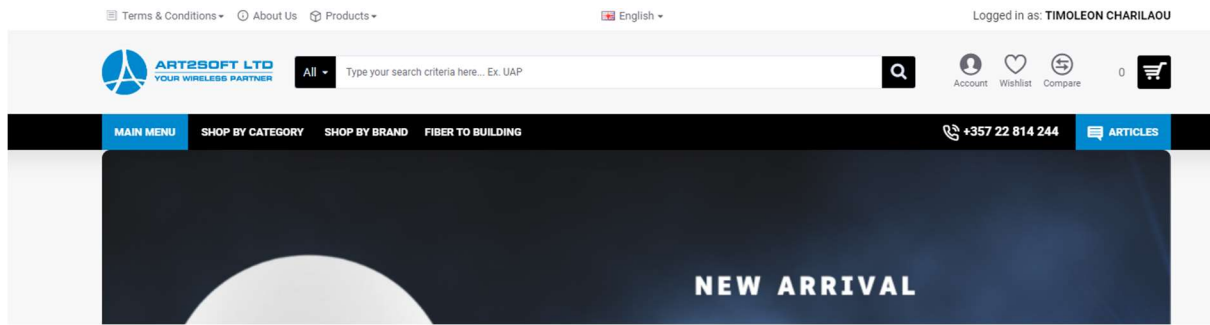 Terms & Conditions About Us Products English Logged in as: TIMOLEON CHARILAOU
ART2SOFT LTD
YOUR WIRELESS PARTNER
All Type your search criteria here... Ex. UAP
Account Wishlist Compare 0
MAIN MENU SHOP BY CATEGORY SHOP BY BRAND FIBER TO BUILDING +357 22 814 244 ARTICLES
NEW ARRIVAL